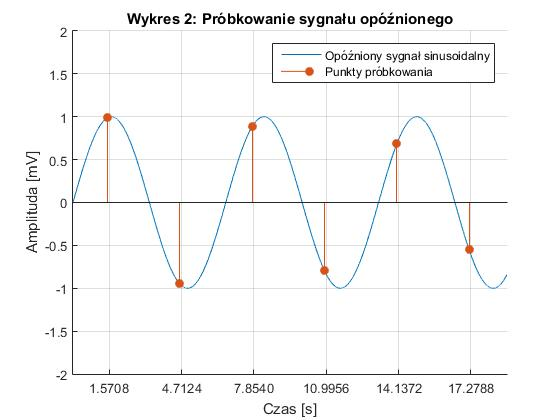 Wykres 2: Próbkowanie sygnału opóźnionego
Opóźniony sygnał sinusoidalny
Punkty próbkowania
2
1.5
1
0.5
0
-0.5
-1
-1.5
-2
Amplituda [mV]
1.5708 4.7124 7.8540 10.9956 14.1372 17.2788
Czas [s]